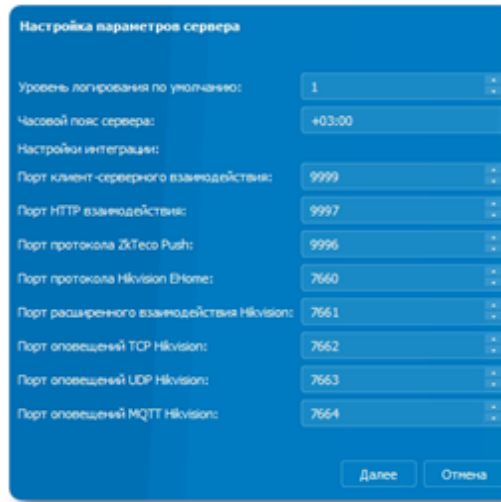 Настройка параметров сервера
Уровень логирования по умолчанию: 1
Часовой пояс сервера: +03:00
Настройки интеграции:
Порт клиент-серверного взаимодействия: 9999
Порт HTTP взаимодействия: 9997
Порт протокола ZkTeco Push: 9996
Порт протокола Hikvision EHome: 7660
Порт расширенного взаимодействия Hikvision: 7661
Порт оповещений TCP Hikvision: 7662
Порт оповещений UDP Hikvision: 7663
Порт оповещений MQTT Hikvision: 7664
Далее Отмена